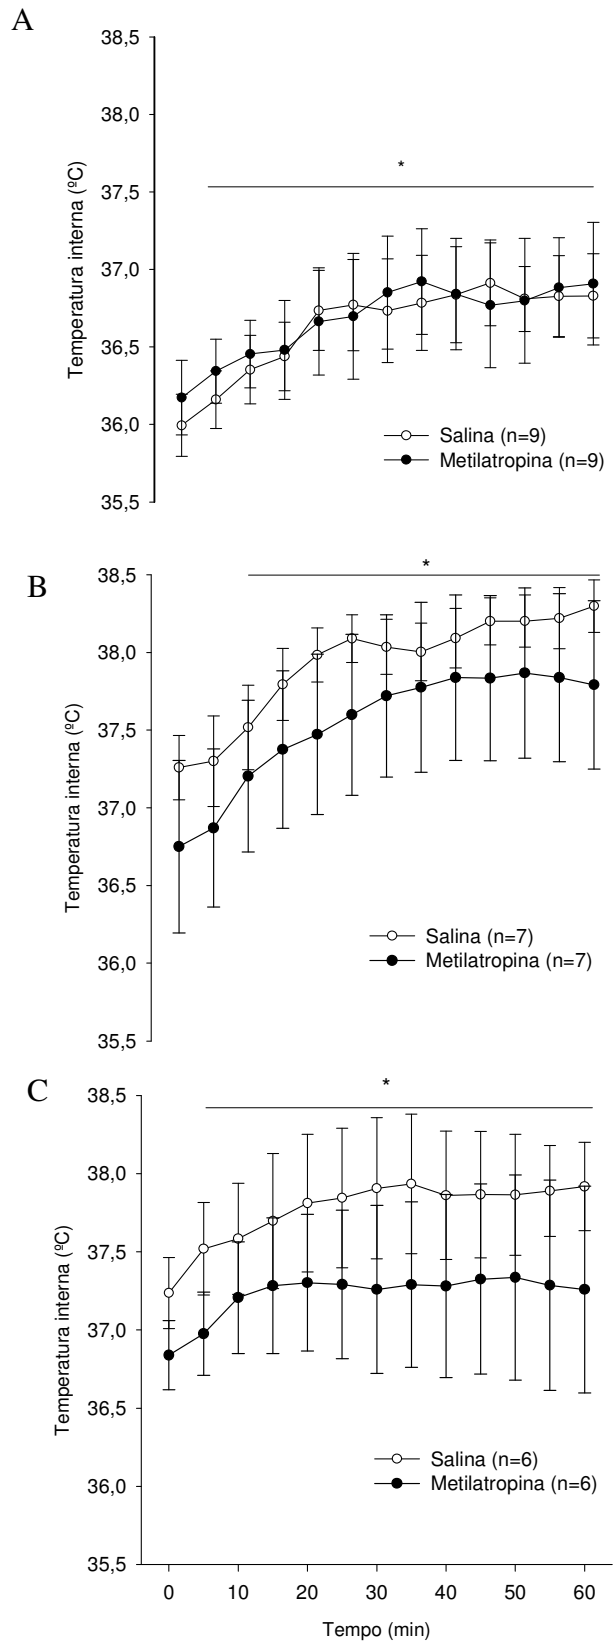 A
38,5
38,0
37,5
37,0
36,5
36,0
35,5
Temperatura interna (ºC)
*
Salina (n=9)
Metilatropina (n=9)
B
38,5
38,0
37,5
37,0
36,5
36,0
35,5
Temperatura interna (ºC)
*
Salina (n=7)
Metilatropina (n=7)
C
38,5
38,0
37,5
37,0
36,5
36,0
35,5
Temperatura interna (ºC)
*
Salina (n=6)
Metilatropina (n=6)
0 10 20 30 40 50 60
Tempo (min)